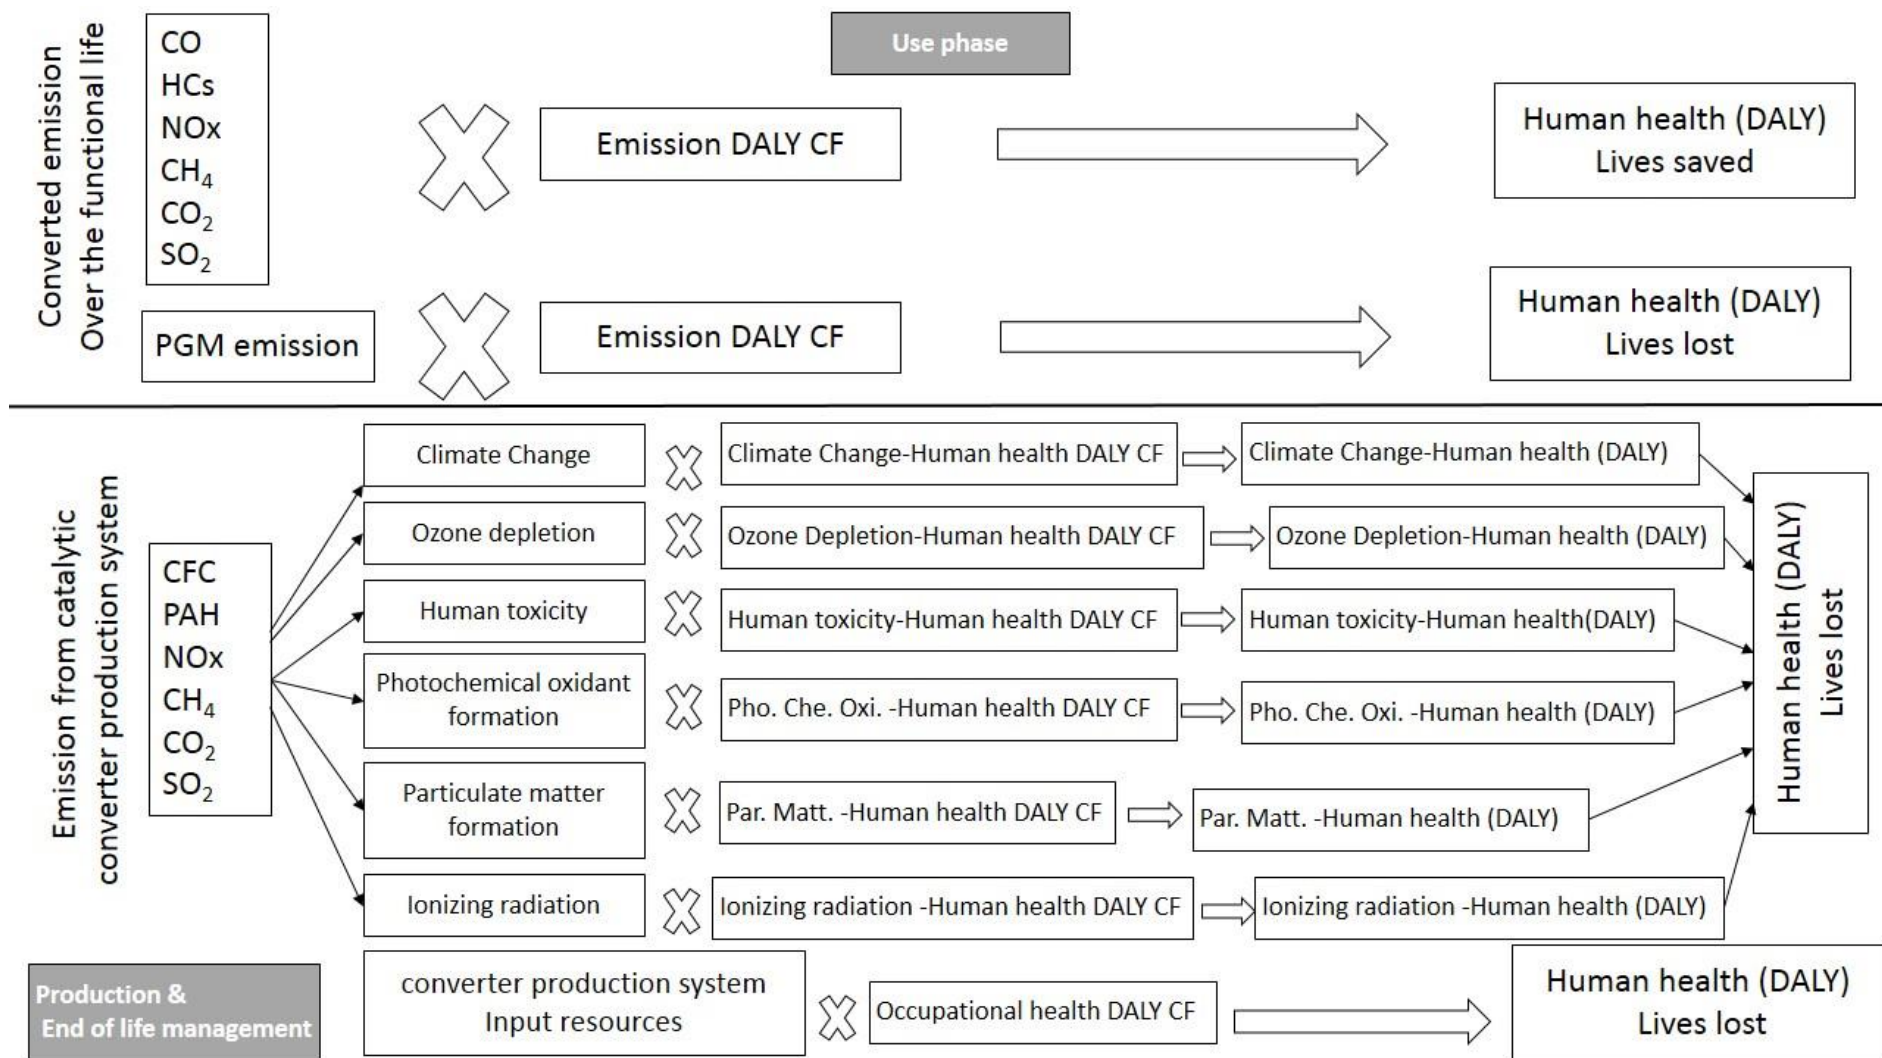 Use phase
Converted emission
Over the functional life
CO
HCs
NOx
CH4
CO2
SO2
Emission DALY CF
Human health (DALY)
Lives saved
PGM emission
Emission DALY CF
Human health (DALY)
Lives lost
Emission from catalytic
converter production system
CFC
PAH
NOx
CH4
CO2
SO2
Climate Change
Climate Change-Human health DALY CF
Climate Change-Human health (DALY)
Ozone depletion
Ozone Depletion-Human health DALY CF
Ozone Depletion-Human health (DALY)
Human toxicity
Human toxicity-Human health DALY CF
Human toxicity-Human health(DALY)
Photochemical oxidant
formation
Pho. Che. Oxi. -Human health DALY CF
Pho. Che. Oxi. -Human health (DALY)
Particulate matter
formation
Par. Matt. -Human health DALY CF
Par. Matt. -Human health (DALY)
Ionizing radiation
Ionizing radiation -Human health DALY CF
Ionizing radiation -Human health (DALY)
Human health (DALY)
Lives lost
Production &
End of life management
converter production system
Input resources
Occupational health DALY CF
Human health (DALY)
Lives lost